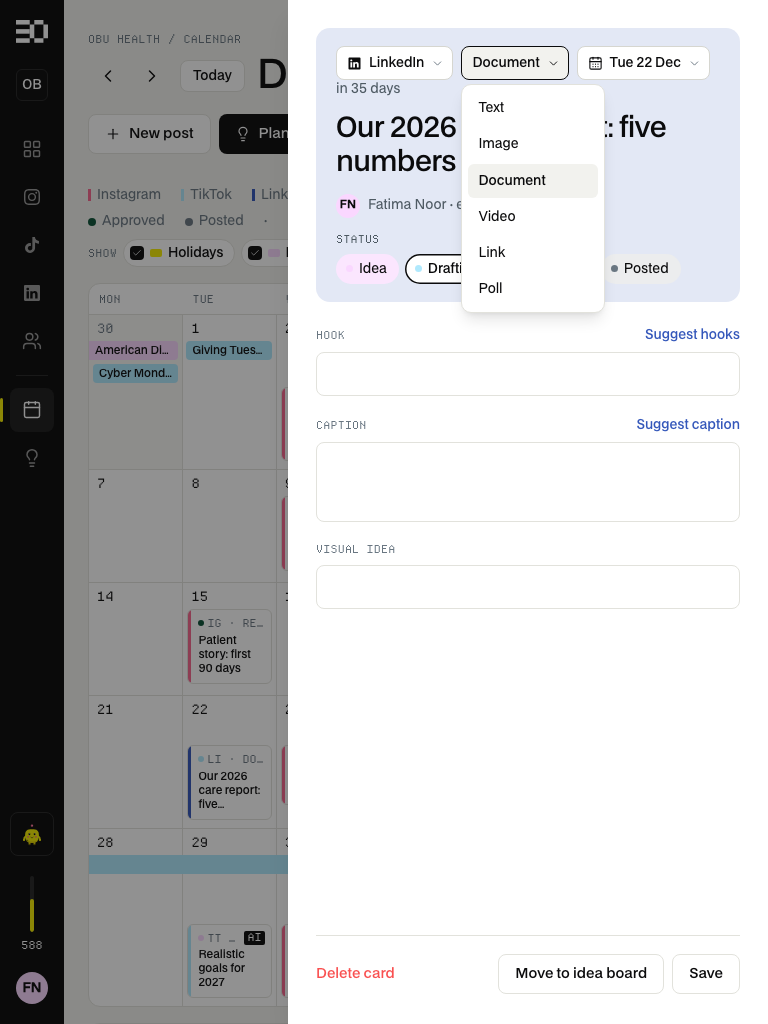 OB
588
FN
OBU HEALTH / CALENDAR
Today
D
New post
Plan
Instagram
TikTok
Link
Approved
Posted
SHOW
Holidays
MON
TUE
30
1
American Di…
Giving Tues…
Cyber Mond…
7
8
14
15
IG · RE…
Patient
story: first
90 days
21
22
LI · DO…
Our 2026
care report:
five…
28
29
TT …
AI
Realistic
goals for
2027
LinkedIn
Document
Tue 22 Dec
in 35 days
Our 2026
t: five
numbers
FN
Fatima Noor · e
STATUS
Idea
Drafti
Posted
Text
Image
Document
Video
Link
Poll
HOOK
Suggest hooks
CAPTION
Suggest caption
VISUAL IDEA
Delete card
Move to idea board
Save